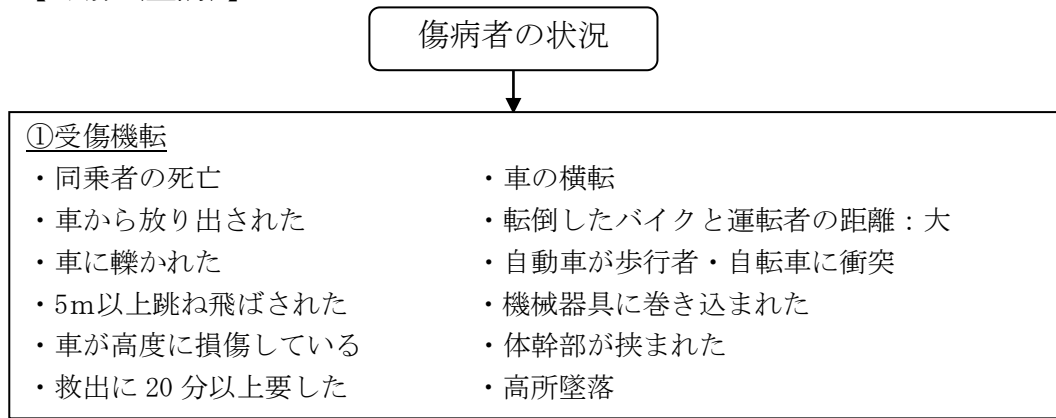 傷病者の状況
①受傷機転
・同乗者の死亡
・車の横転
・車から放り出された
・転倒したバイクと運転者の距離：大
・車に轢かれた
・自動車が歩行者・自転車に衝突
・5m以上跳ね飛ばされた
・機械器具に巻き込まれた
・車が高度に損傷している
・体幹部が挟まれた
・救出に 20 分以上要した
・高所墜落